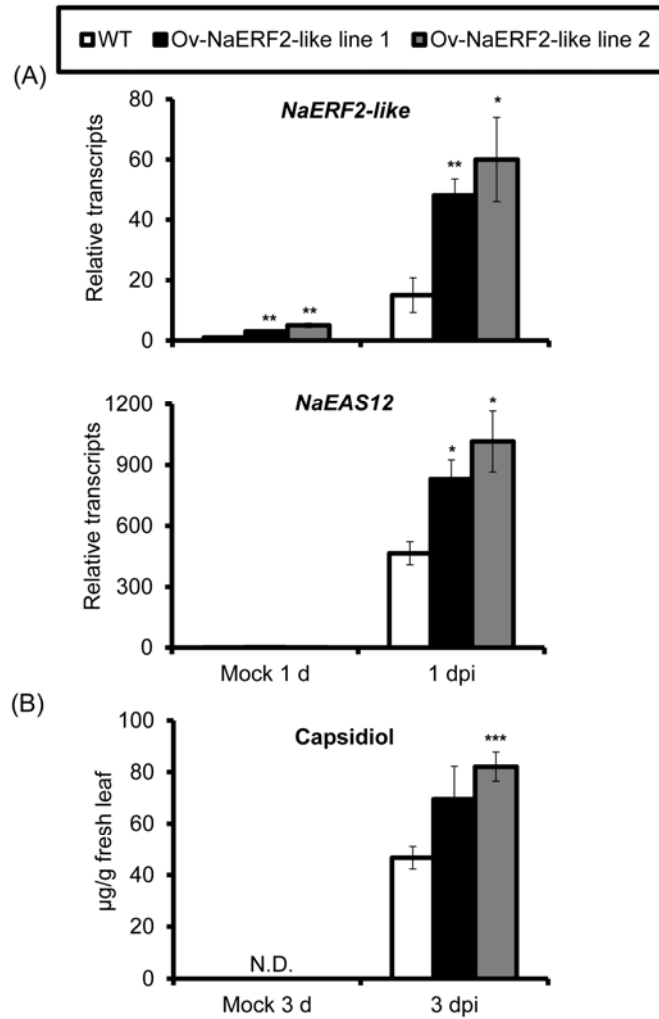 WT Ov-NaERF2-like line 1 Ov-NaERF2-like line 2
(A)
NaERF2-like
Relative transcripts
80
60
40
20
0
** ** ** *
NaEAS12
Relative transcripts
1200
900
600
300
0
* *
Mock 1 d 1 dpi
(B)
Capsidiol
µg/g fresh leaf
100
80
60
40
20
0
***
N.D.
Mock 3 d 3 dpi